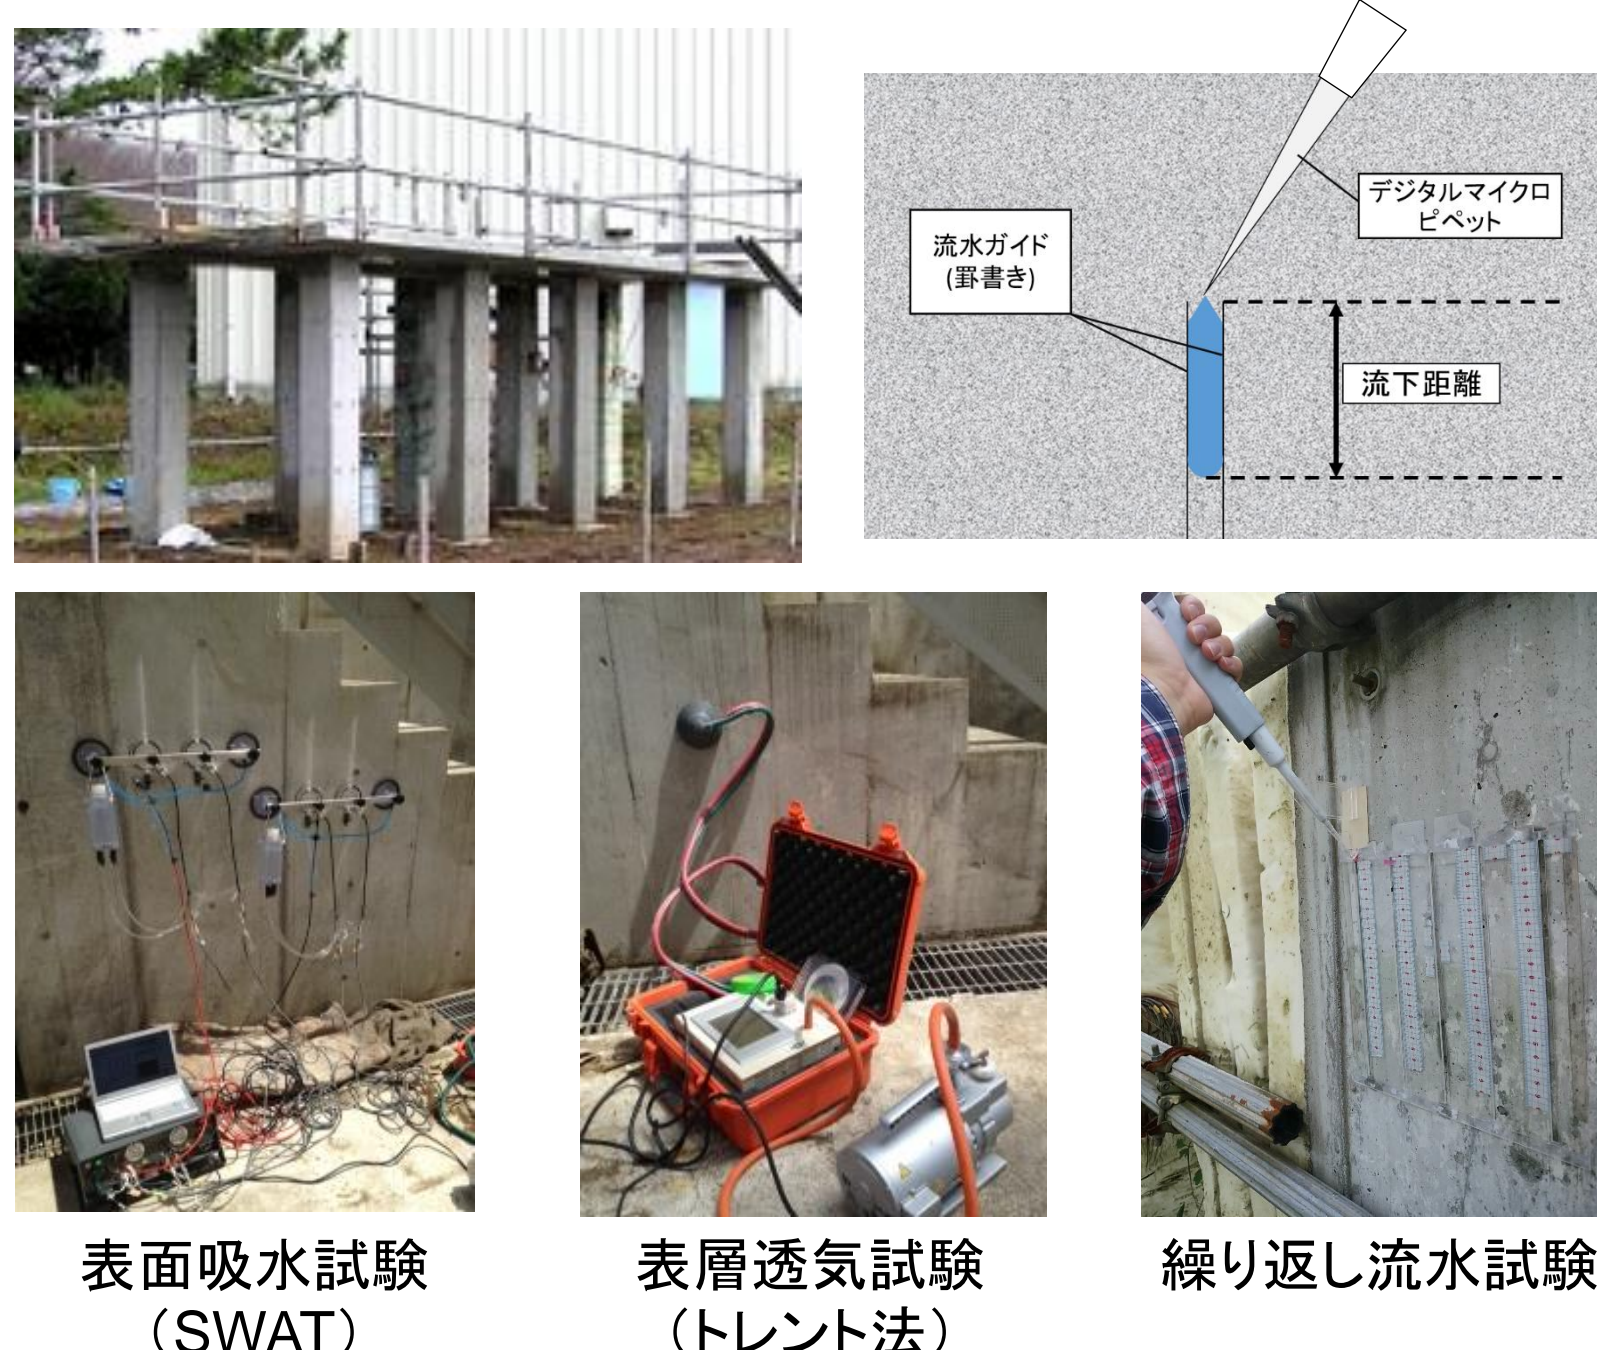 デジタルマイクロ
ピペット
流水ガイド
(罫書き)
流下距離
表面吸水試験
（SWAT）
表層透気試験
（トレント法）
繰り返し流水試験